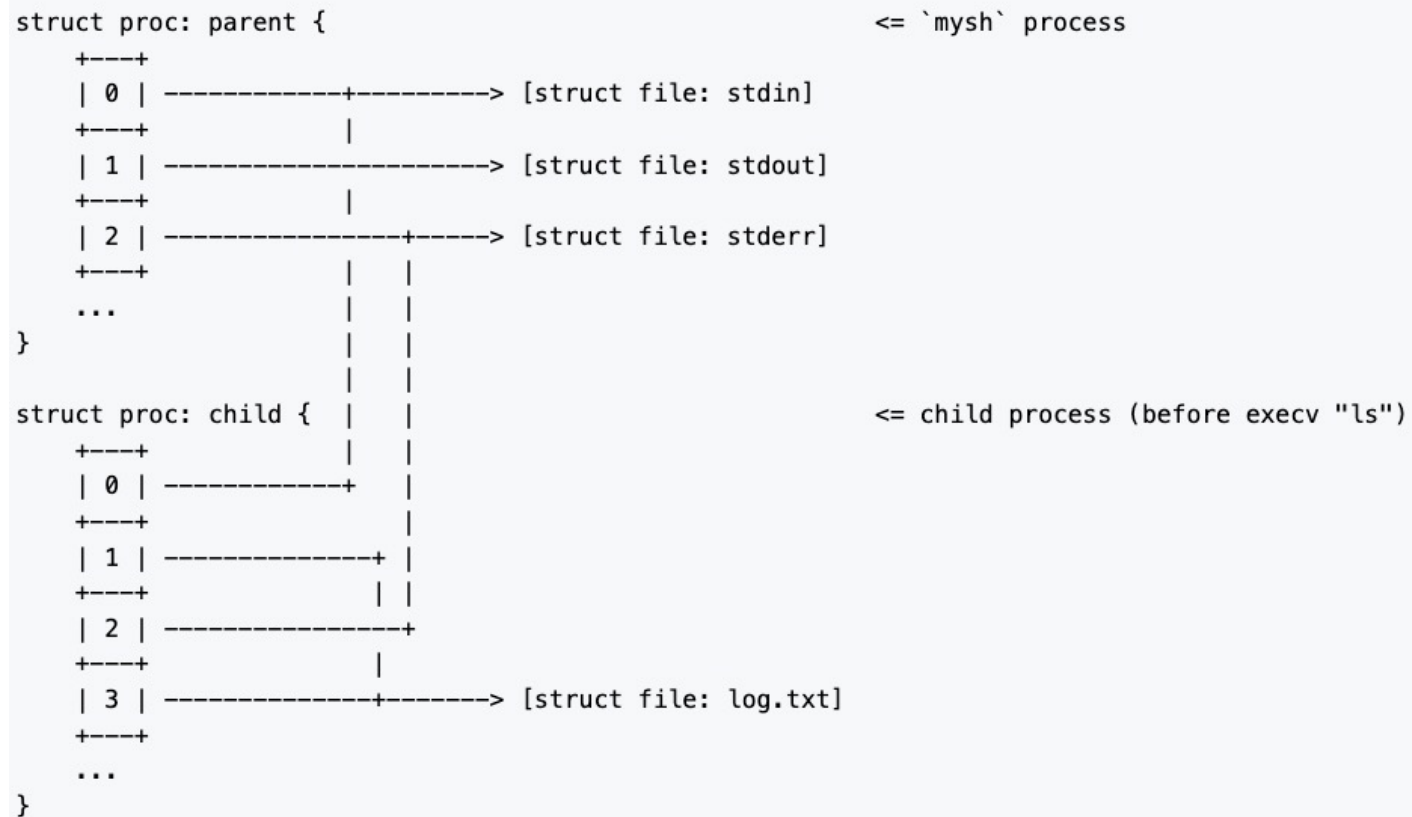 struct proc: parent {                                    <= `mysh` process
    +---+
    | 0 | ------------+---------> [struct file: stdin]
    +---+             |
    | 1 | ----------------------> [struct file: stdout]
    +---+             |
    | 2 | ----------------+-----> [struct file: stderr]
    +---+             |   |
    ...               |   |
}                     |   |
                      |   |
struct proc: child {  |   |                              <= child process (before execv "ls")
    +---+             |   |
    | 0 | ------------+   |
    +---+                 |
    | 1 | --------------+ |
    +---+               | |
    | 2 | ----------------+
    +---+               |
    | 3 | --------------+-------> [struct file: log.txt]
    +---+
    ...
}